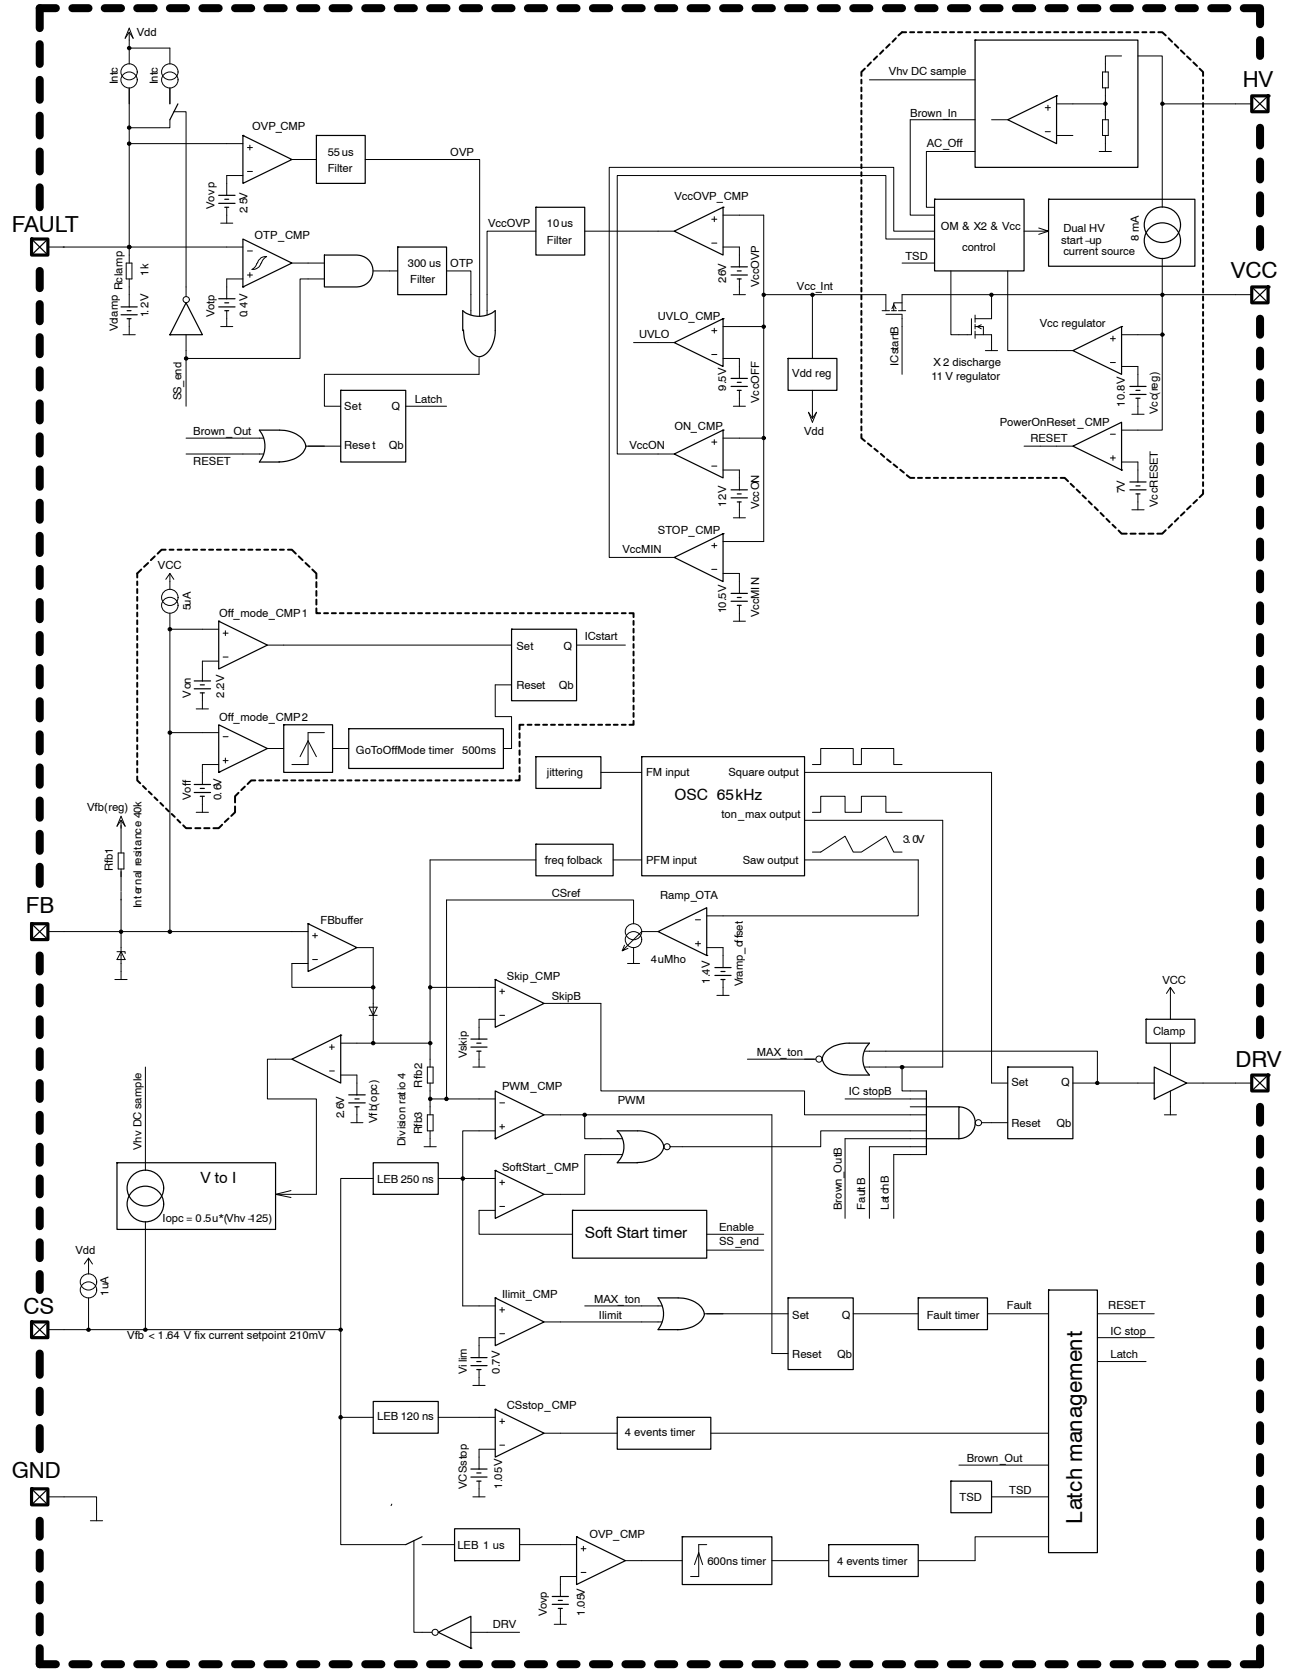 Vdd
Intc
Intc
OVP_CMP
55 us
Filter
OVP
Vovp
2.5V
FAULT
OTP_CMP
300 us
Filter
OTP
Votp
0.4V
Rclamp
1k
Vclamp
1.2V
SS_end
VccOVP
10 us
Filter
Set
Q
Latch
Reset
Qb
Brown_Out
RESET
VccOVP_CMP
26V
VccOVP
UVLO_CMP
UVLO
9.5V
VccOFF
ON_CMP
VccON
12V
VccON
STOP_CMP
VccMIN
10.5V
VccMIN
Vcc_Int
Vdd reg
Vdd
ICstartB
HV
Vhv DC sample
Brown_In
AC_Off
OM & X2 & Vcc
control
TSD
Dual HV
start-up
current source
8 mA
VCC
X2 discharge
11 V regulator
Vcc regulator
10.8V
Vcc(reg)
PowerOnReset_CMP
RESET
7V
VccRESET
VCC
5uA
Off_mode_CMP1
Von
2.2V
Set
Q
ICstart
Reset
Qb
Off_mode_CMP2
Voff
0.6V
GoToOffMode timer 500ms
Vfb(reg)
Rfb1
Internal resitance 40k
FB
FBbuffer
jittering
FM input
Square output
OSC 65kHz
ton_max output
freq folback
PFM input
Saw output
3.0V
CSref
Ramp_OTA
4uMho
1.4V
Vramp_offset
Skip_CMP
SkipB
Vskip
2.6V
Vfb(opc)
Division ratio 4
Rfb2
Rfb3
PWM_CMP
PWM
MAX_ton
IC stopB
Brown_OutB
FaultB
LatchB
Set
Q
Reset
Qb
VCC
Clamp
DRV
Vhv DC sample
V to I
Iopc = 0.5u*(Vhv-125)
LEB 250 ns
SoftStart_CMP
Soft Start timer
Enable
SS_end
Vdd
1uA
CS
Vfb < 1.64 V fix current setpoint 210mV
Ilimit_CMP
Vilim
0.7V
MAX_ton
Ilimit
Set
Q
Reset
Qb
Fault timer
Fault
RESET
IC stop
Latch
Latch management
LEB 120 ns
CSstop_CMP
VCSstop
1.05V
4 events timer
Brown_Out
TSD
TSD
GND
LEB 1 us
OVP_CMP
Vovp
1.05V
600ns timer
4 events timer
DRV